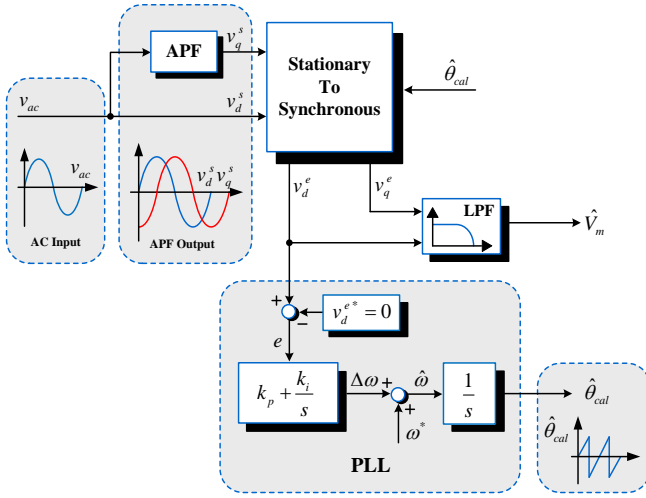 APF
v_q^s
Stationary
To
Synchronous
v_ac
v_d^s
θ̂_cal
v_ac
AC Input
v_d^s v_q^s
APF Output
v_d^e
v_q^e
LPF
V̂_m
+
−
v_d^{e*} = 0
e
k_p + k_i/s
Δω
+
+
ω̂
1/s
ω*
PLL
θ̂_cal
θ̂_cal